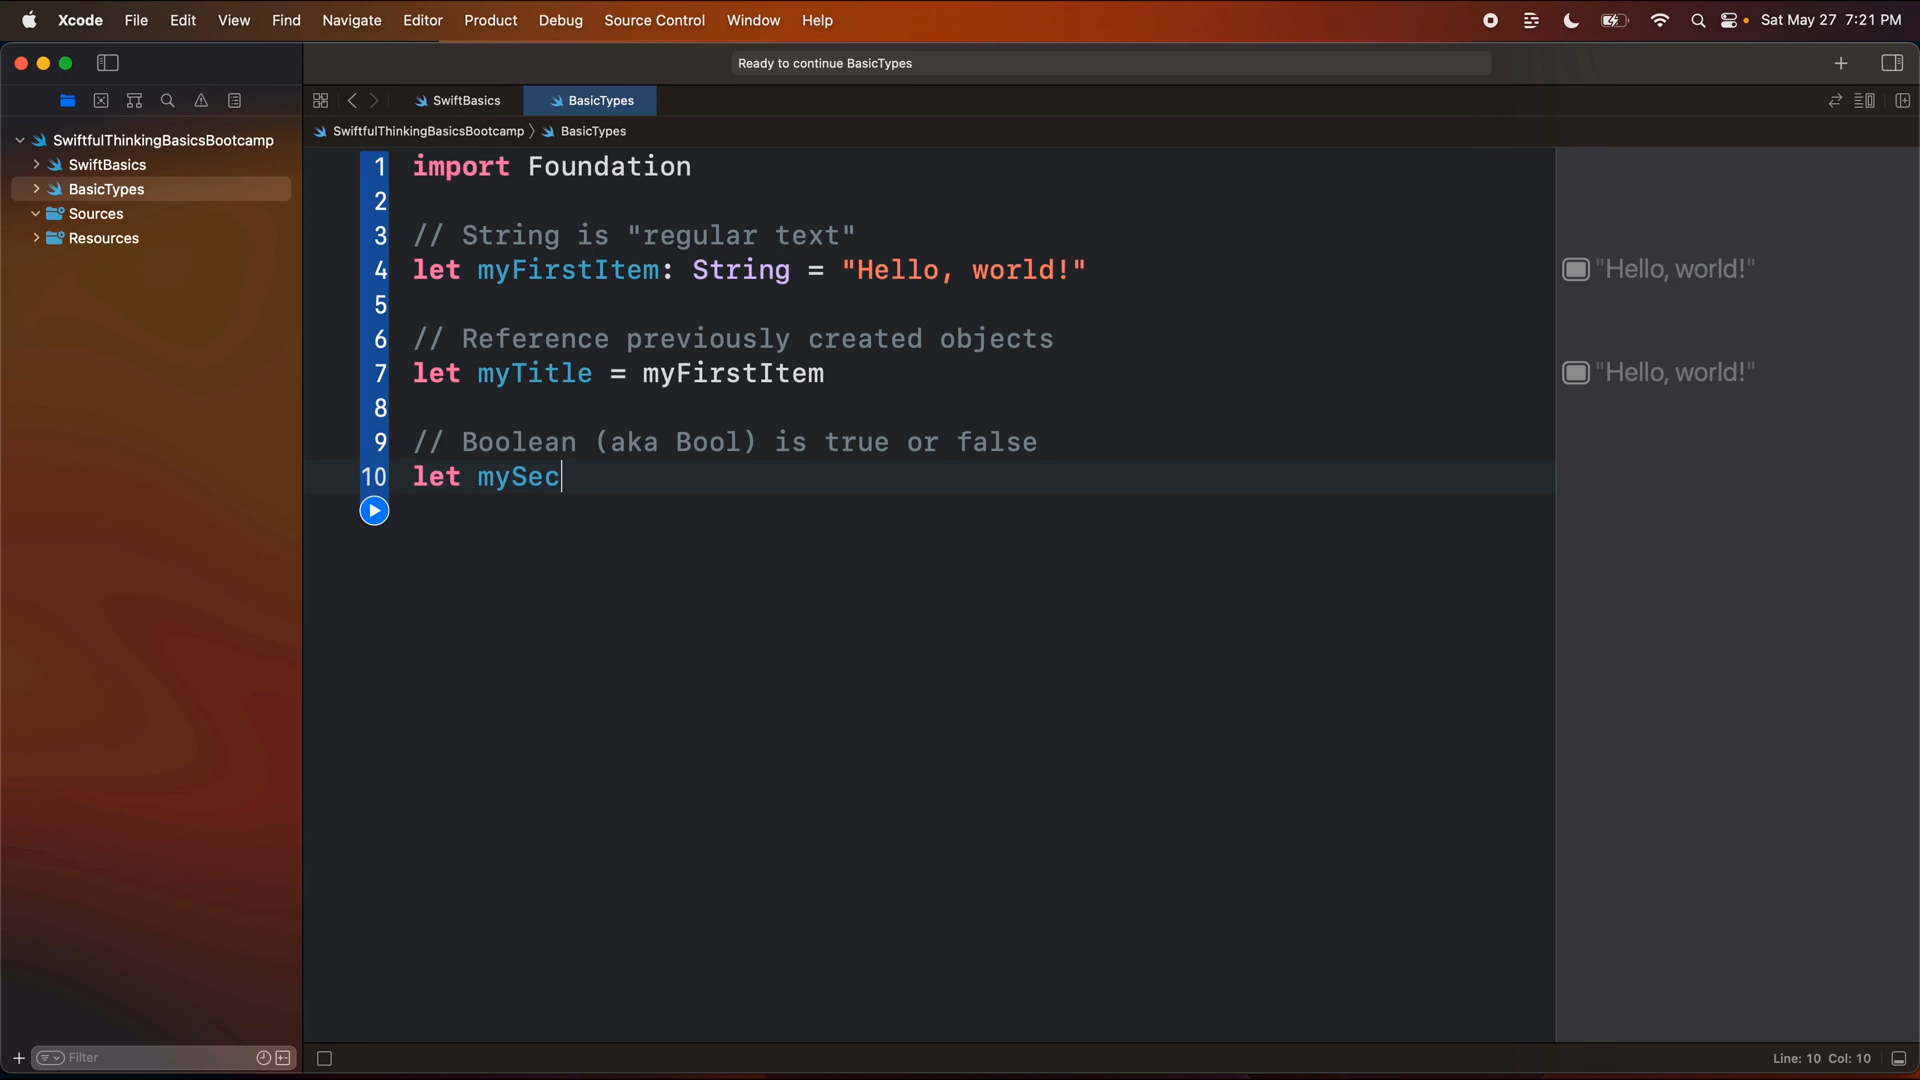 Xcode File Edit View Find Navigate Editor Product Debug Source Control Window Help Sat May 27 7:21 PM
Ready to continue BasicTypes
SwiftBasics BasicTypes
SwiftfulThinkingBasicsBootcamp BasicTypes
SwiftfulThinkingBasicsBootcamp
SwiftBasics
BasicTypes
Sources
Resources
1 import Foundation
2
3 // String is "regular text"
4 let myFirstItem: String = "Hello, world!"
5
6 // Reference previously created objects
7 let myTitle = myFirstItem
8
9 // Boolean (aka Bool) is true or false
10 let mySec
"Hello, world!"
"Hello, world!"
Filter
Line: 10 Col: 10